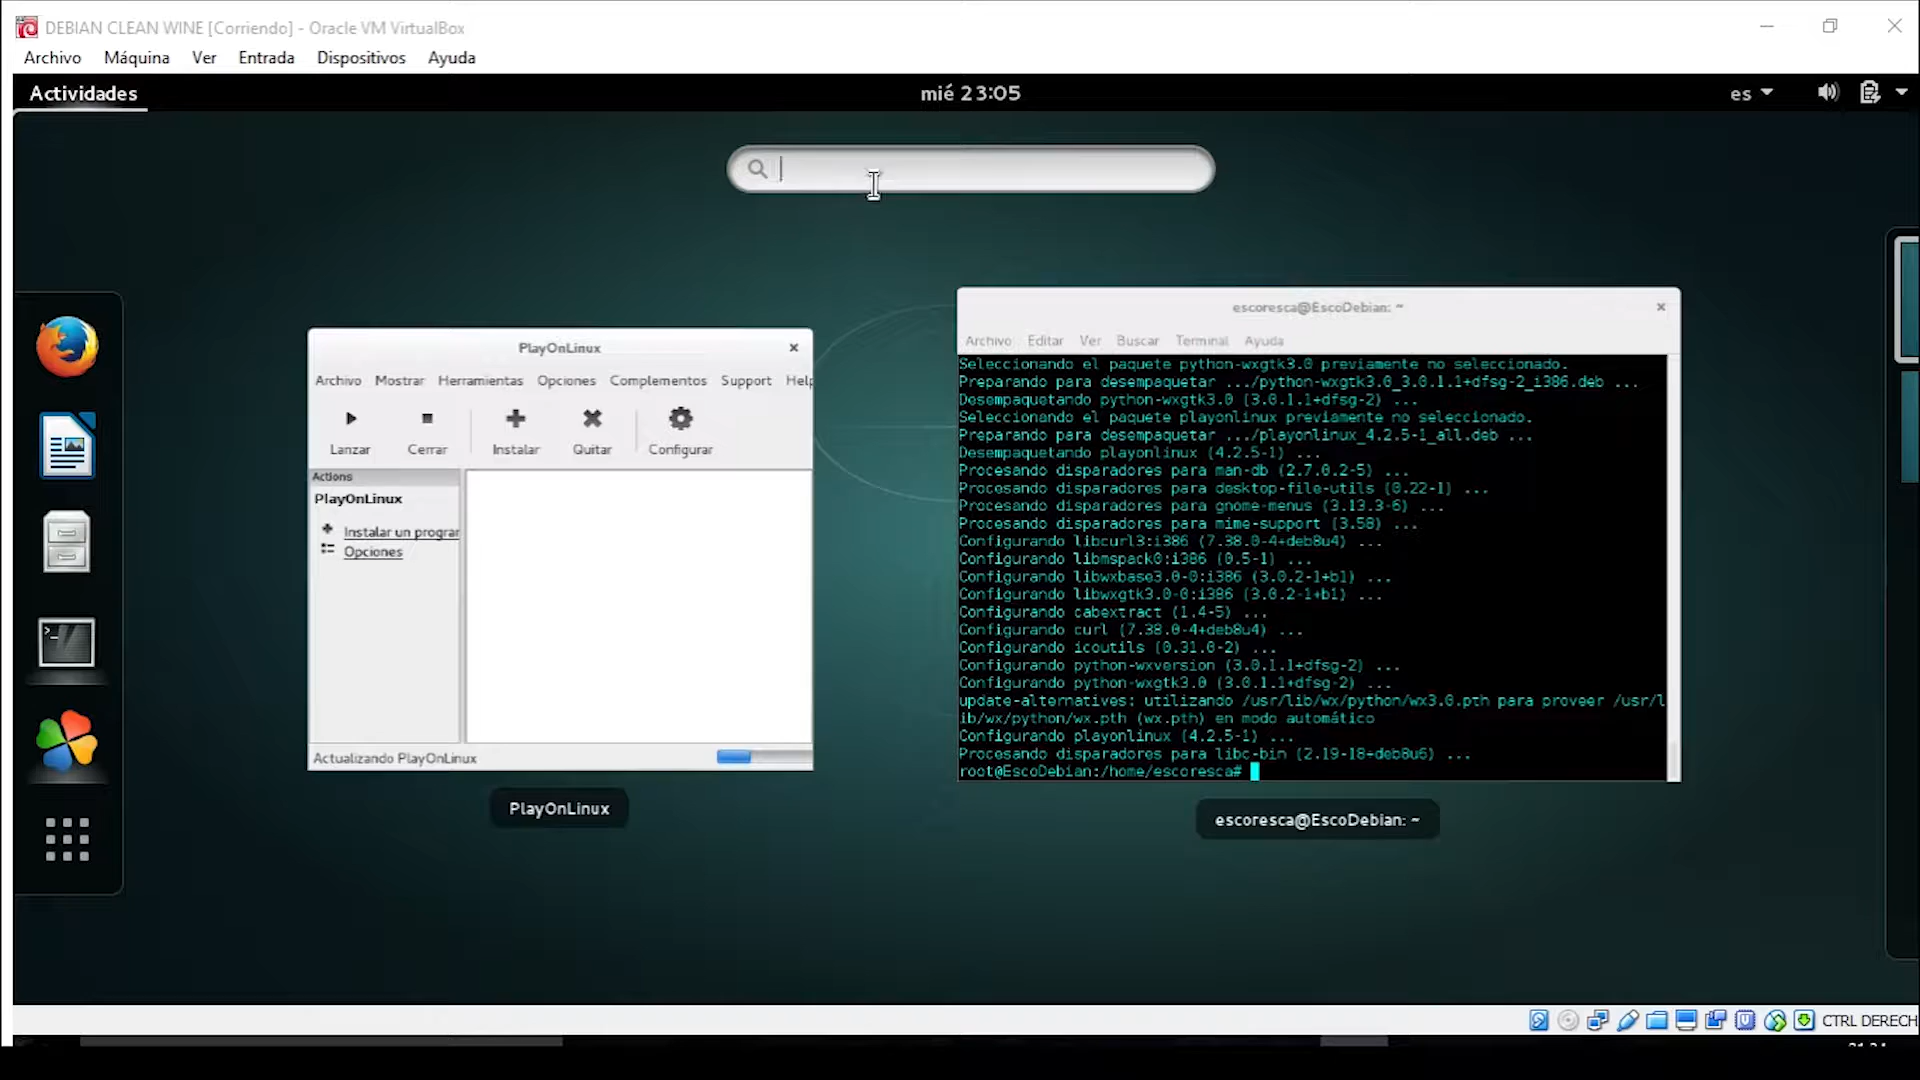 DEBIAN CLEAN WINE [Corriendo] - Oracle VM VirtualBox
Archivo Máquina Ver Entrada Dispositivos Ayuda
Actividades mié 23:05 es
PlayOnLinux
Archivo Mostrar Herramientas Opciones Complementos Support Help
Lanzar Cerrar Instalar Quitar Configurar
Actions
PlayOnLinux
Instalar un prograr
Opciones
Actualizando PlayOnLinux
PlayOnLinux
escoresca@EscoDebian: ~
Archivo Editar Ver Buscar Terminal Ayuda
Seleccionando el paquete python-wxgtk3.0 previamente no seleccionado.
Preparando para desempaquetar .../python-wxgtk3.0_3.0.1.1+dfsg-2_i386.deb ...
Desempaquetando python-wxgtk3.0 (3.0.1.1+dfsg-2) ...
Seleccionando el paquete playonlinux previamente no seleccionado.
Preparando para desempaquetar .../playonlinux_4.2.5-1_all.deb ...
Desempaquetando playonlinux (4.2.5-1) ...
Procesando disparadores para man-db (2.7.0.2-5) ...
Procesando disparadores para desktop-file-utils (0.22-1) ...
Procesando disparadores para gnome-menus (3.13.3-6) ...
Procesando disparadores para mime-support (3.58) ...
Configurando libcurl3:i386 (7.38.0-4+deb8u4) ...
Configurando libmspack0:i386 (0.5-1) ...
Configurando libwxbase3.0-0:i386 (3.0.2-1+b1) ...
Configurando libwxgtk3.0-0:i386 (3.0.2-1+b1) ...
Configurando cabextract (1.4-5) ...
Configurando curl (7.38.0-4+deb8u4) ...
Configurando icoutils (0.31.0-2) ...
Configurando python-wxversion (3.0.1.1+dfsg-2) ...
Configurando python-wxgtk3.0 (3.0.1.1+dfsg-2) ...
update-alternatives: utilizando /usr/lib/wx/python/wx3.0.pth para proveer /usr/l
ib/wx/python/wx.pth (wx.pth) en modo automático
Configurando playonlinux (4.2.5-1) ...
Procesando disparadores para libc-bin (2.19-18+deb8u6) ...
root@EscoDebian:/home/escoresca#
escoresca@EscoDebian: ~
CTRL DERECH